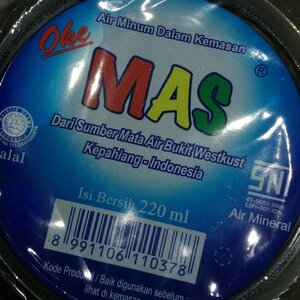 Air Minum Dalam Kemasan
Oke
MAS
®
Dari Sumber Mata Air Bukit Westkust
Kepahiang - Indonesia
Isi Bersih 220 ml
SNI
Air Mineral
8 991106 110378
Kode Produksi / Baik digunakan sebelum
lihat di kemasan